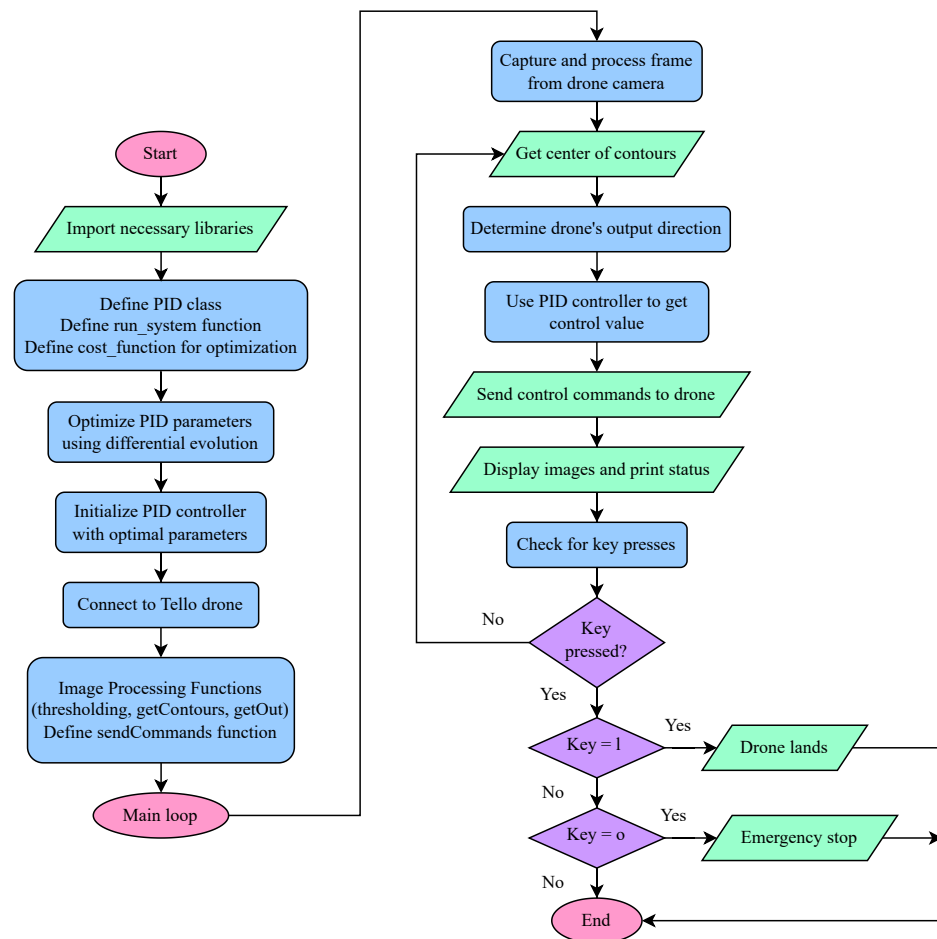 Start
Import necessary libraries
Define PID class
Define run_system function
Define cost_function for optimization
Optimize PID parameters
using differential evolution
Initialize PID controller
with optimal parameters
Connect to Tello drone
Image Processing Functions
(thresholding, getContours, getOut)
Define sendCommands function
Main loop
Capture and process frame
from drone camera
Get center of contours
Determine drone's output direction
Use PID controller to get
control value
Send control commands to drone
Display images and print status
Check for key presses
Key
pressed?
No
Yes
Key = l
Yes
Drone lands
No
Key = o
Yes
Emergency stop
No
End